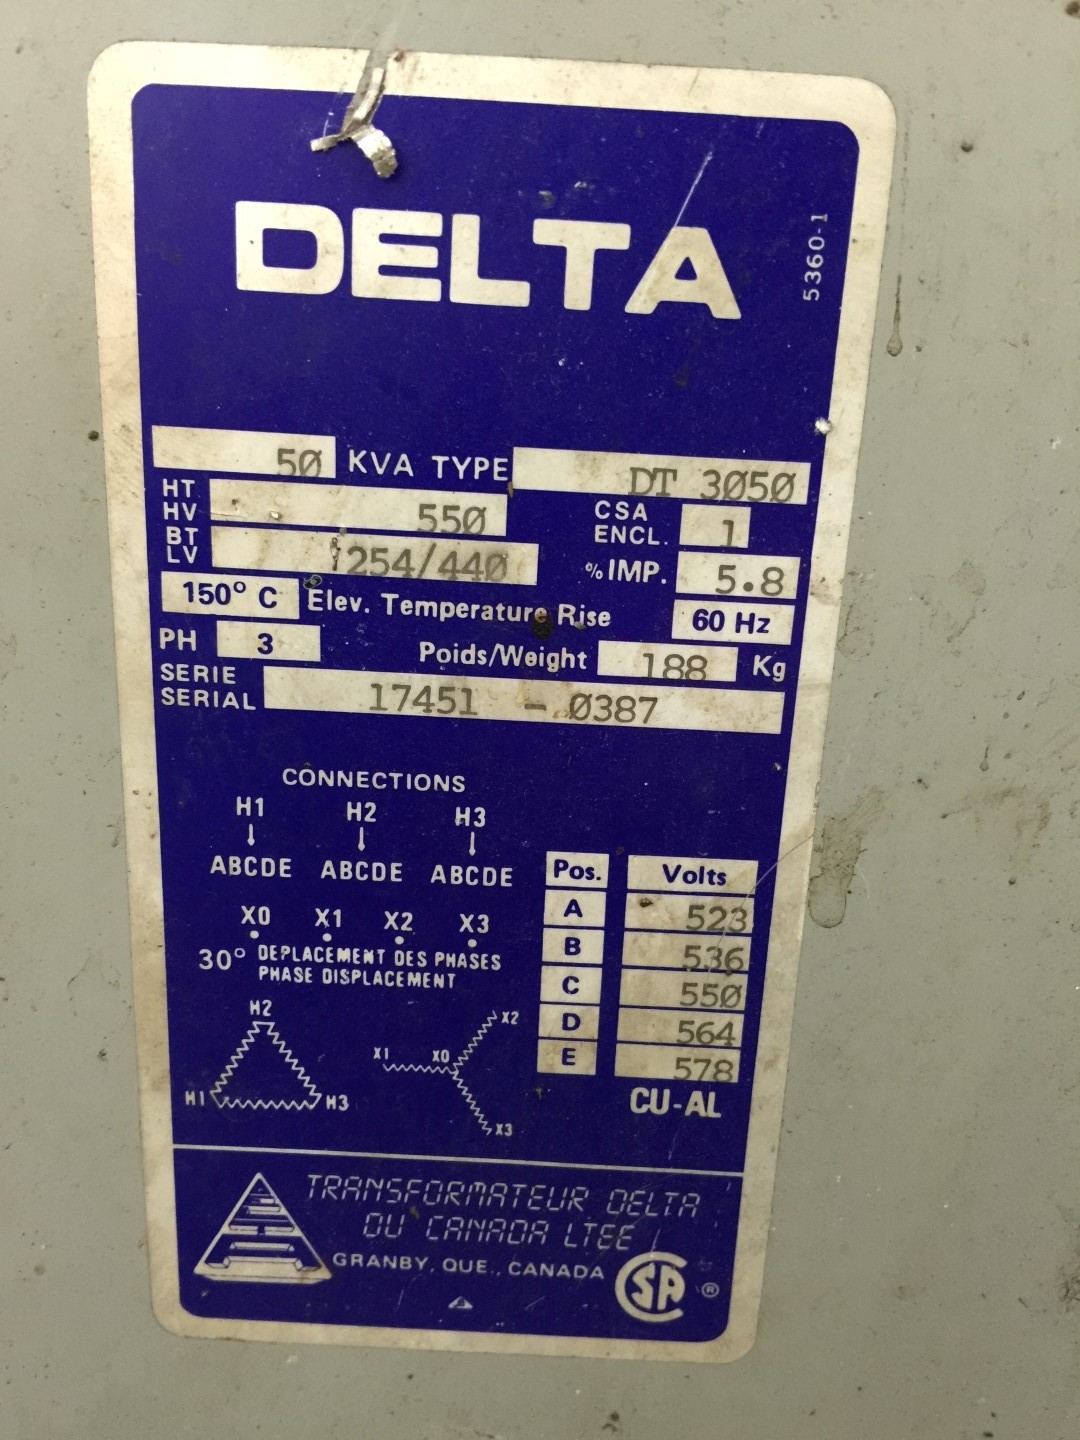 DELTA
5360-1
50 KVA TYPE DT 3050
HT
HV 550
CSA
ENCL. 1
BT
LV 254/440
% IMP. 5.8
150° C Elev. Temperature Rise 60 Hz
PH 3 Poids/Weight 188 Kg
SERIE
SERIAL 17451 - 0387
CONNECTIONS
H1 H2 H3
ABCDE ABCDE ABCDE
X0 X1 X2 X3
30° DEPLACEMENT DES PHASES
PHASE DISPLACEMENT
Pos. Volts
A 523
B 536
C 550
D 564
E 578
CU-AL
H2
H1 H3
X2
X1 X0
X3
TRANSFORMATEUR DELTA
DU CANADA LTEE
GRANBY, QUE., CANADA
CSA ®